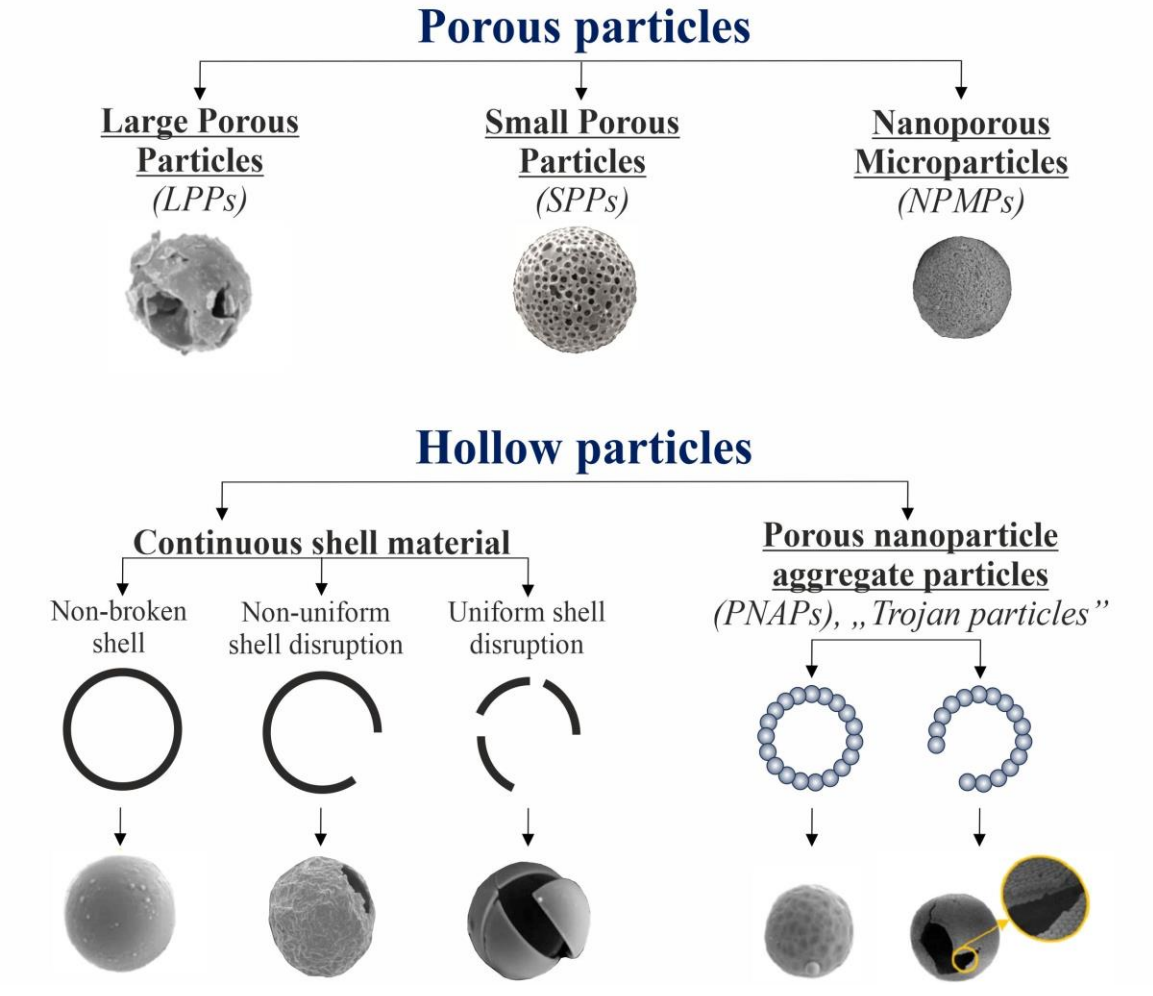 Porous particles
Large Porous
Particles
(LPPs)
Small Porous
Particles
(SPPs)
Nanoporous
Microparticles
(NPMPs)
Hollow particles
Continuous shell material
Non-broken
shell
Non-uniform
shell disruption
Uniform shell
disruption
Porous nanoparticle
aggregate particles
(PNAPs), „Trojan particles”